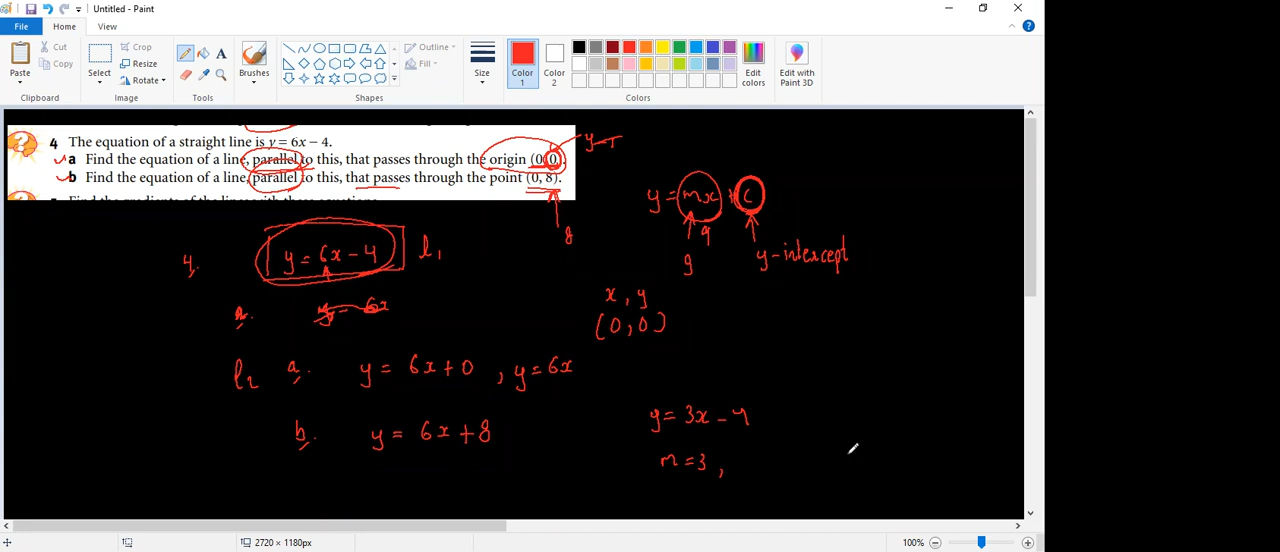 Untitled - Paint
File Home View
Paste
Cut
Copy
Clipboard
Select
Crop
Resize
Rotate
Image
Tools
Brushes
Shapes
Outline
Fill
Size
Color 1
Color 2
Colors
Edit colors
Edit with Paint 3D
4 The equation of a straight line is y = 6x − 4.
a Find the equation of a line, parallel to this, that passes through the origin (0, 0).
b Find the equation of a line, parallel to this, that passes through the point (0, 8).
y = mx + c
g
y-intercept
8
4. y = 6x − 4 l₁
a.
x, y
(0, 0)
l₂ a. y = 6x + 0, y = 6x
b. y = 6x + 8
y = 3x − 4
m = 3,
2720 × 1180px
100%